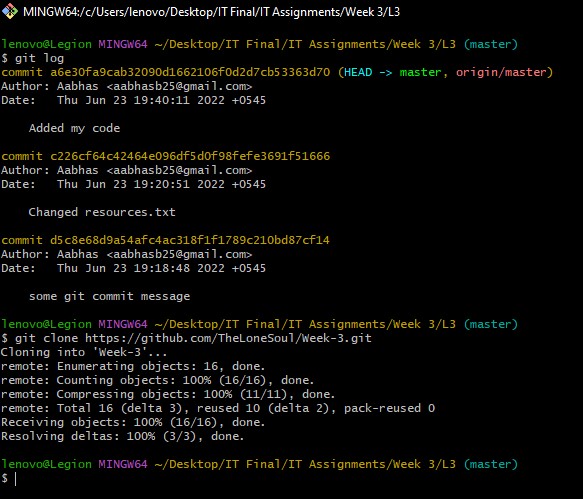 MINGW64:/c/Users/lenovo/Desktop/IT Final/IT Assignments/Week 3/L3
lenovo@Legion MINGW64 ~/Desktop/IT Final/IT Assignments/Week 3/L3 (master)
$ git log
commit a6e30fa9cab32090d1662106f0d2d7cb53363d70 (HEAD -> master, origin/master)
Author: Aabhas <aabhasb25@gmail.com>
Date:   Thu Jun 23 19:40:11 2022 +0545
    Added my code
commit c226cf64c42464e096df5d0f98fefe3691f51666
Author: Aabhas <aabhasb25@gmail.com>
Date:   Thu Jun 23 19:20:51 2022 +0545
    Changed resources.txt
commit d5c8e68d9a54afc4ac318f1f1789c210bd87cf14
Author: Aabhas <aabhasb25@gmail.com>
Date:   Thu Jun 23 19:18:48 2022 +0545
    some git commit message
lenovo@Legion MINGW64 ~/Desktop/IT Final/IT Assignments/Week 3/L3 (master)
$ git clone https://github.com/TheLoneSoul/Week-3.git
Cloning into 'Week-3'...
remote: Enumerating objects: 16, done.
remote: Counting objects: 100% (16/16), done.
remote: Compressing objects: 100% (11/11), done.
remote: Total 16 (delta 3), reused 10 (delta 2), pack-reused 0
Receiving objects: 100% (16/16), done.
Resolving deltas: 100% (3/3), done.
lenovo@Legion MINGW64 ~/Desktop/IT Final/IT Assignments/Week 3/L3 (master)
$